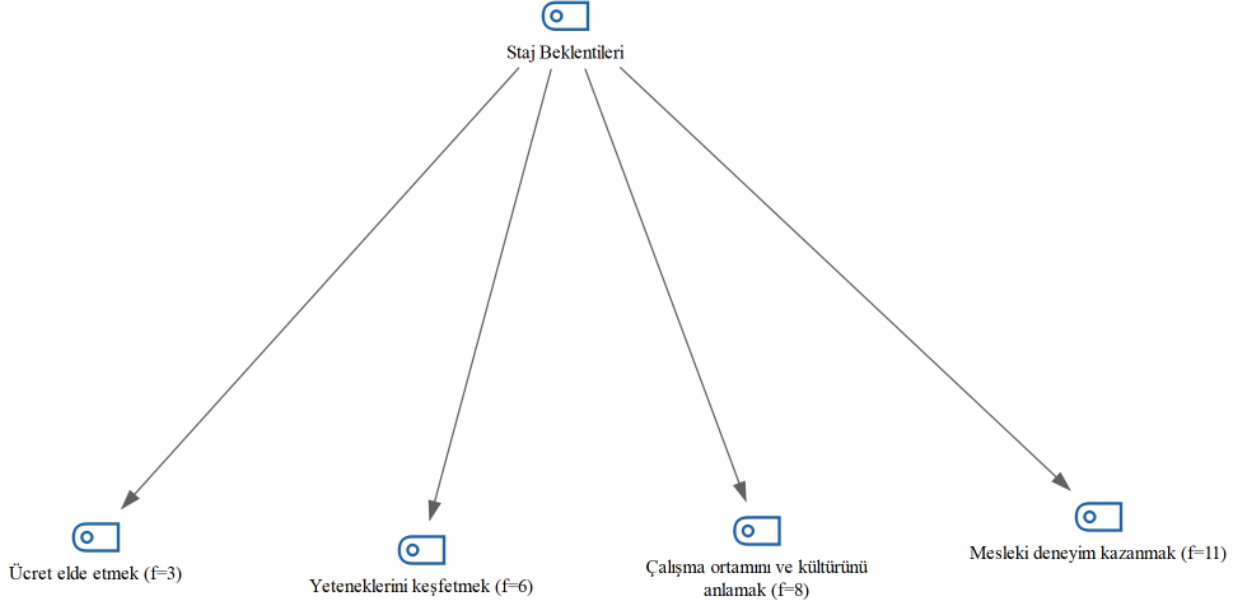 Staj Beklentileri
Ücret elde etmek (f=3)
Yeteneklerini keşfetmek (f=6)
Çalışma ortamını ve kültürünü
anlamak (f=8)
Mesleki deneyim kazanmak (f=11)